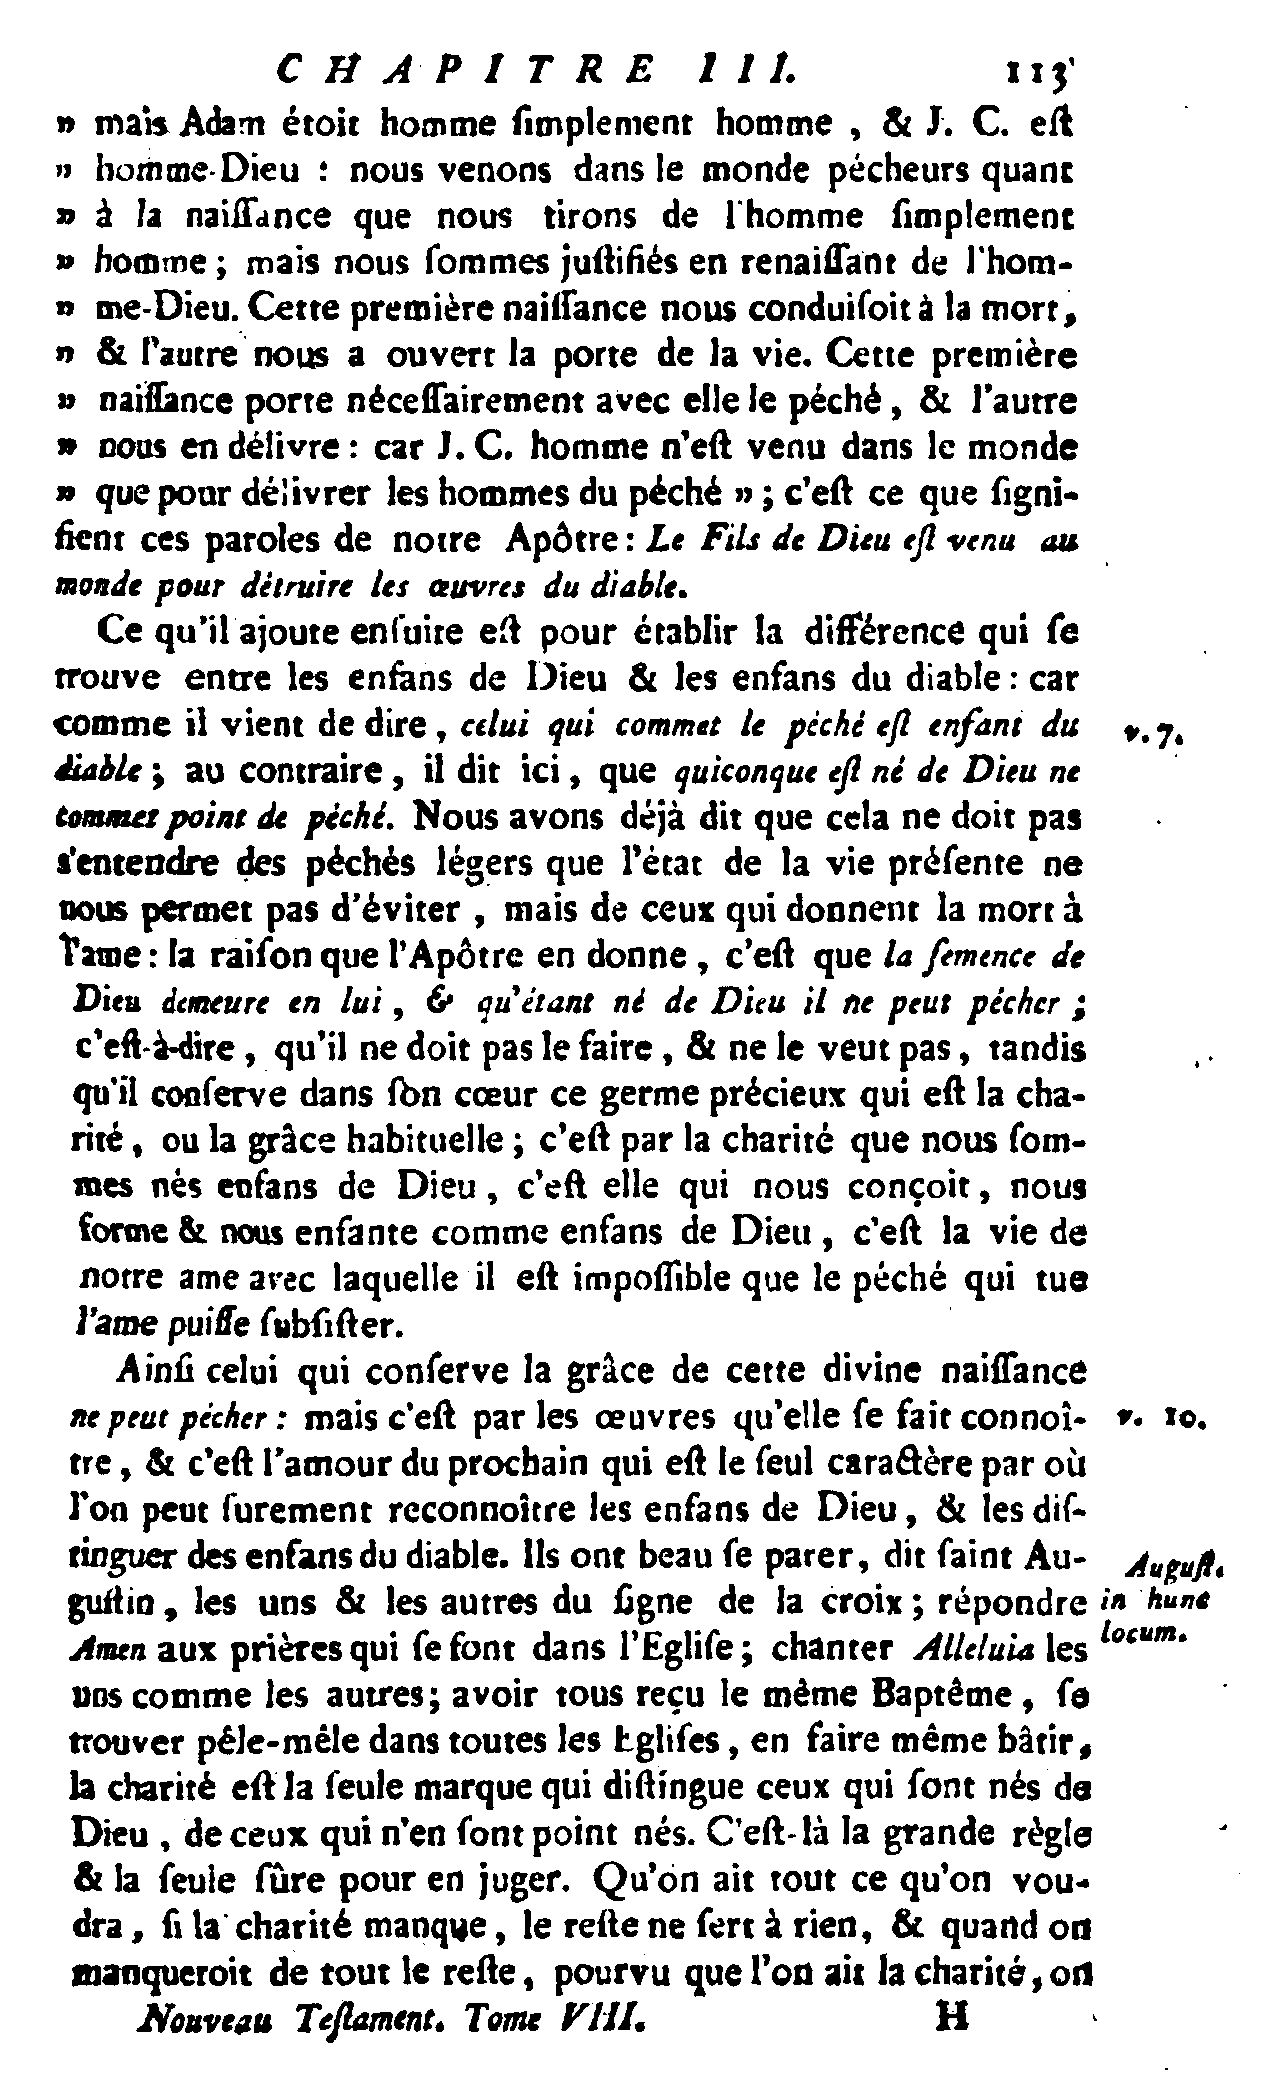 CHAPITRE III. 113
» mais Adam étoit homme ſimplement homme , & J. C. eſt
» homme-Dieu : nous venons dans le monde pécheurs quant
» à la naiſſance que nous tirons de l'homme ſimplement
» homme ; mais nous ſommes juſtifiés en renaiſſant de l'hom-
» me-Dieu. Cette première naiſſance nous conduiſoit à la mort,
» & l'autre nous a ouvert la porte de la vie. Cette première
» naiſſance porte néceſſairement avec elle le péché , & l'autre
» nous en délivre : car J. C. homme n'eſt venu dans le monde
» que pour délivrer les hommes du péché » ; c'eſt ce que ſigni-
fient ces paroles de notre Apôtre : Le Fils de Dieu eſt venu au
monde pour détruire les œuvres du diable.
Ce qu'il ajoute enſuite eſt pour établir la différence qui ſe
trouve entre les enfans de Dieu & les enfans du diable : car
comme il vient de dire , celui qui commet le péché eſt enfant du
v. 7.
diable ; au contraire , il dit ici , que quiconque eſt né de Dieu ne
commet point de péché. Nous avons déjà dit que cela ne doit pas
s'entendre des péchés légers que l'état de la vie préſente ne
nous permet pas d'éviter , mais de ceux qui donnent la mort à
l'ame : la raiſon que l'Apôtre en donne , c'eſt que la ſemence de
Dieu demeure en lui , & qu'étant né de Dieu il ne peut pécher ;
c'eſt-à-dire , qu'il ne doit pas le faire , & ne le veut pas , tandis
qu'il conſerve dans ſon cœur ce germe précieux qui eſt la cha-
rité , ou la grâce habituelle ; c'eſt par la charité que nous ſom-
mes nés enfans de Dieu , c'eſt elle qui nous conçoit , nous
forme & nous enfante comme enfans de Dieu , c'eſt la vie de
notre ame avec laquelle il eſt impoſſible que le péché qui tue
l'ame puiſſe ſubſiſter.
Ainſi celui qui conſerve la grâce de cette divine naiſſance
ne peut pécher : mais c'eſt par les œuvres qu'elle ſe fait connoî-
v. 10.
tre , & c'eſt l'amour du prochain qui eſt le ſeul caractère par où
l'on peut ſurement reconnoître les enfans de Dieu , & les diſ-
tinguer des enfans du diable. Ils ont beau ſe parer , dit ſaint Au-
Auguſt.
guſtin , les uns & les autres du ſigne de la croix ; répondre
in hunc
Amen aux prières qui ſe font dans l'Egliſe ; chanter Alleluia les
locum.
uns comme les autres ; avoir tous reçu le même Baptême , ſe
trouver pêle-mêle dans toutes les Egliſes , en faire même bâtir,
la charité eſt la ſeule marque qui diſtingue ceux qui ſont nés de
Dieu , de ceux qui n'en ſont point nés. C'eſt-là la grande règle
& la ſeule ſûre pour en juger. Qu'on ait tout ce qu'on vou-
dra , ſi la charité manque , le reſte ne ſert à rien , & quand on
manqueroit de tout le reſte , pourvu que l'on ait la charité, on
Nouveau Teſtament. Tome VIII. H